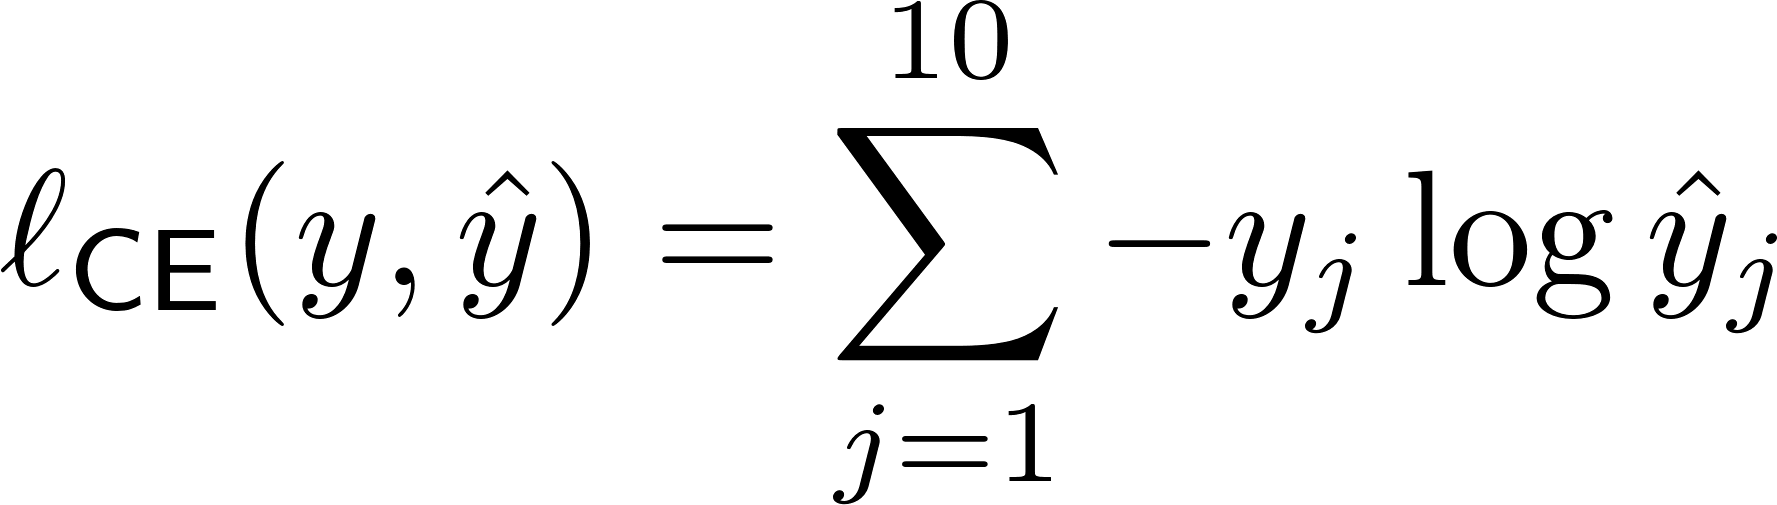 ℓ_CE(y, ŷ) = ∑_{j=1}^{10} −y_j log ŷ_j